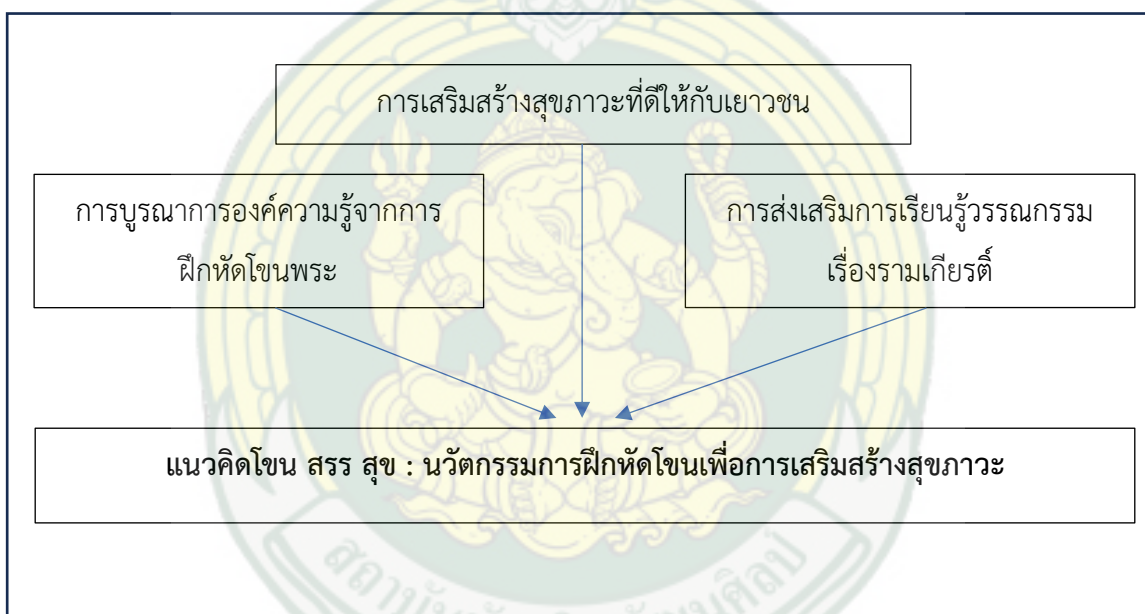 การเสริมสร้างสุขภาวะที่ดีให้กับเยาวชน
การบูรณาการองค์ความรู้จากการ
ฝึกหัดโขนพระ
การส่งเสริมการเรียนรู้วรรณกรรม
เรื่องรามเกียรติ์
แนวคิดโขน สรร สุข : นวัตกรรมการฝึกหัดโขนเพื่อการเสริมสร้างสุขภาวะ